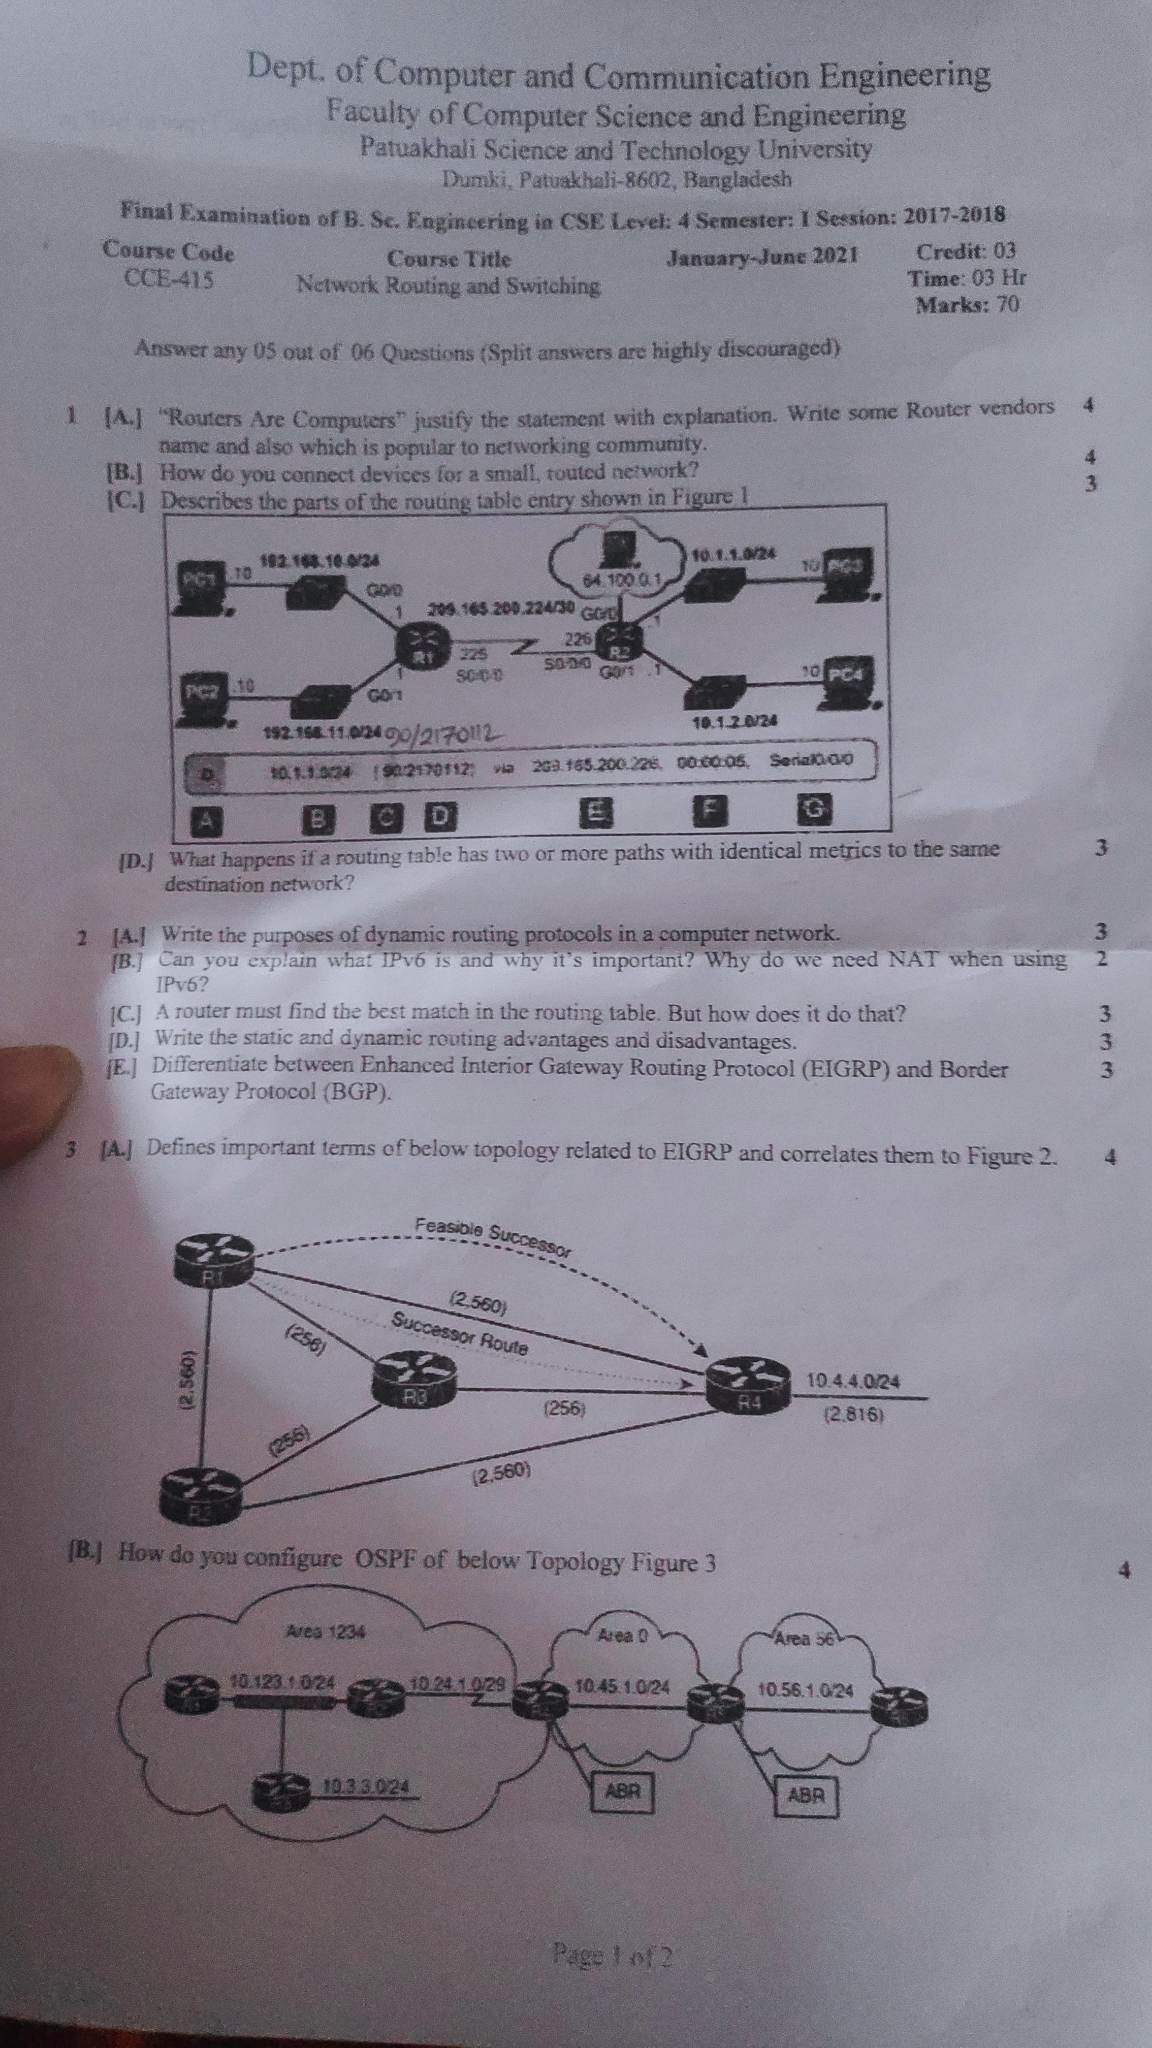 Dept. of Computer and Communication Engineering
Faculty of Computer Science and Engineering
Patuakhali Science and Technology University
Dumki, Patuakhali-8602, Bangladesh
Final Examination of B. Sc. Engineering in CSE Level: 4 Semester: I Session: 2017-2018
Course Code Course Title January-June 2021 Credit: 03
CCE-415 Network Routing and Switching Time: 03 Hr
Marks: 70
Answer any 05 out of 06 Questions (Split answers are highly discouraged)
1 [A.] "Routers Are Computers" justify the statement with explanation. Write some Router vendors 4
name and also which is popular to networking community.
[B.] How do you connect devices for a small, routed network? 4
[C.] Describes the parts of the routing table entry shown in Figure 1 3
192.168.10.0/24 10.1.1.0/24
PC1 .10 64.100.0.1 10 PC3
G0/0
1 209.165.200.224/30 G0/0 .1
R1 225 226 R2
S0/0/0 S0/0/0 G0/1 .1
PC2 .10 1 G0/1 10 PC4
192.168.11.0/24 90/2170112 10.1.2.0/24
D 10.1.1.0/24 [90/2170112] via 209.165.200.226, 00:00:05, Serial0/0/0
A B C D E F G
[D.] What happens if a routing table has two or more paths with identical metrics to the same 3
destination network?
2 [A.] Write the purposes of dynamic routing protocols in a computer network. 3
[B.] Can you explain what IPv6 is and why it's important? Why do we need NAT when using 2
IPv6?
[C.] A router must find the best match in the routing table. But how does it do that? 3
[D.] Write the static and dynamic routing advantages and disadvantages. 3
[E.] Differentiate between Enhanced Interior Gateway Routing Protocol (EIGRP) and Border 3
Gateway Protocol (BGP).
3 [A.] Defines important terms of below topology related to EIGRP and correlates them to Figure 2. 4
Feasible Successor
R1
(2,560)
(256) Successor Route
(2,560)
R3 R4 10.4.4.0/24
(256) (2,816)
(256)
(2,560)
R2
[B.] How do you configure OSPF of below Topology Figure 3 4
Area 1234 Area 0 Area 56
10.123.1.0/24 10.24.1.0/29 10.45.1.0/24 10.56.1.0/24
10.3.3.0/24 ABR ABR
Page 1 of 2